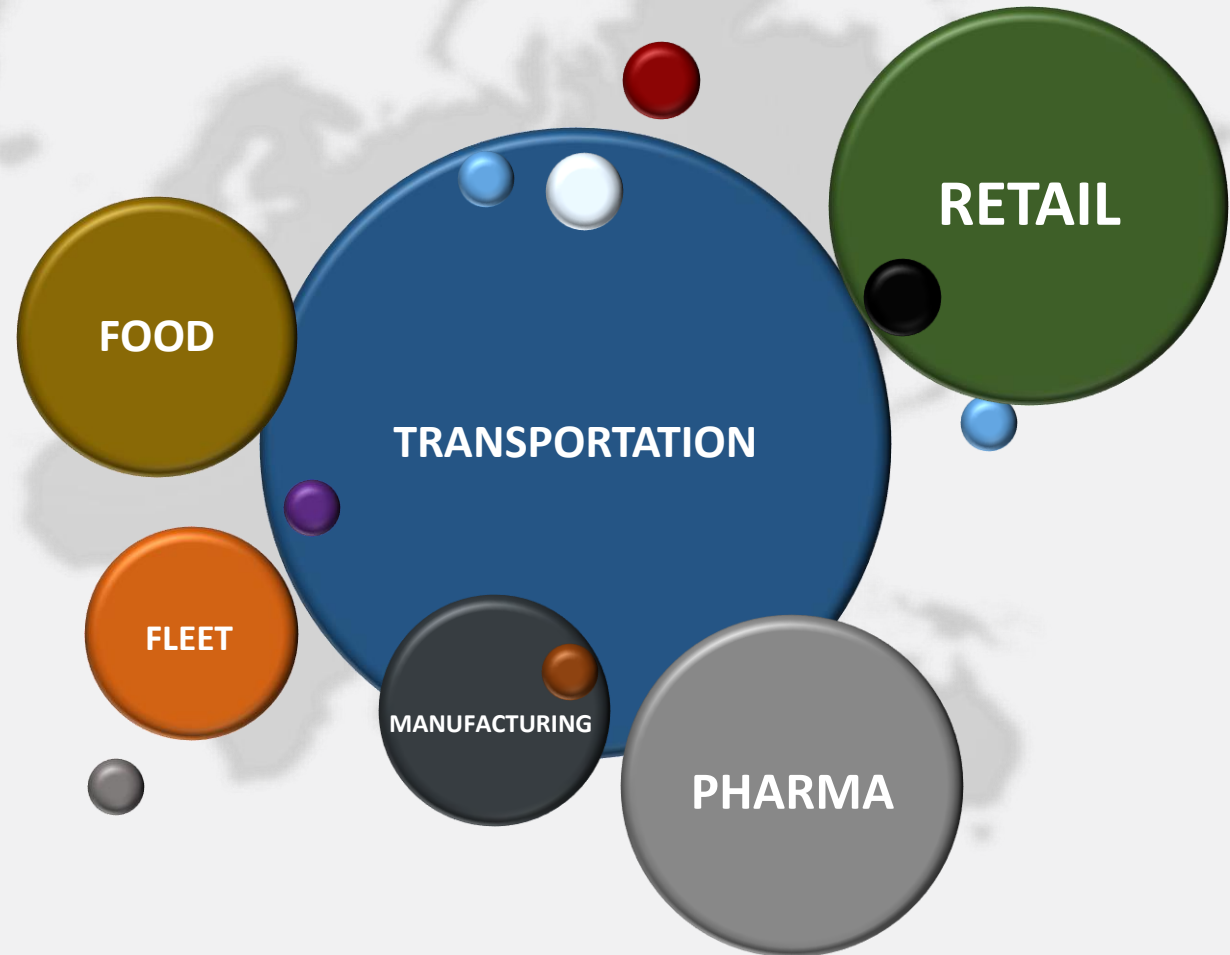 RETAIL
FOOD
TRANSPORTATION
FLEET
MANUFACTURING
PHARMA